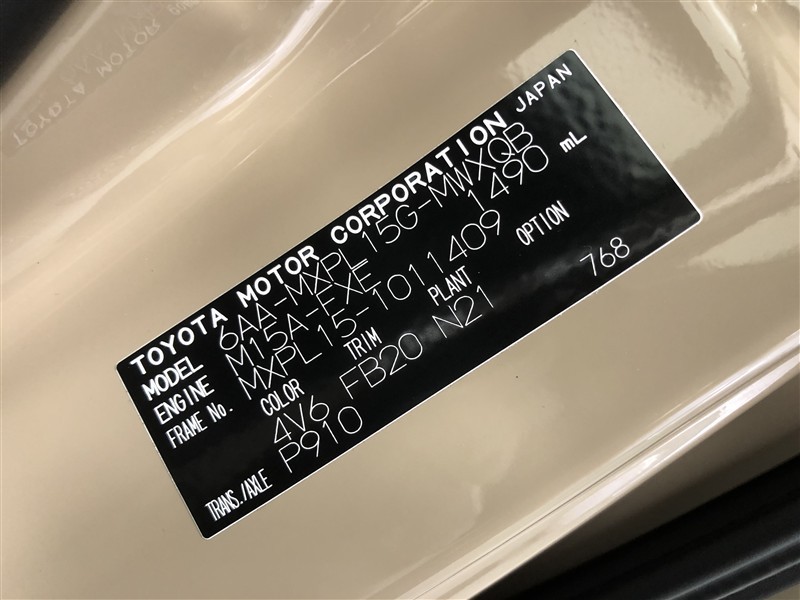 TOYOTA MOTOR CORPORATION JAPAN
MODEL 6AA-MXPL15G-MWXQB
ENGINE M15A-FXE 1490 mL
FRAME No. MXPL15-1011409
COLOR TRIM PLANT OPTION
4V6 FB20 N21 768
TRANS./AXLE P910